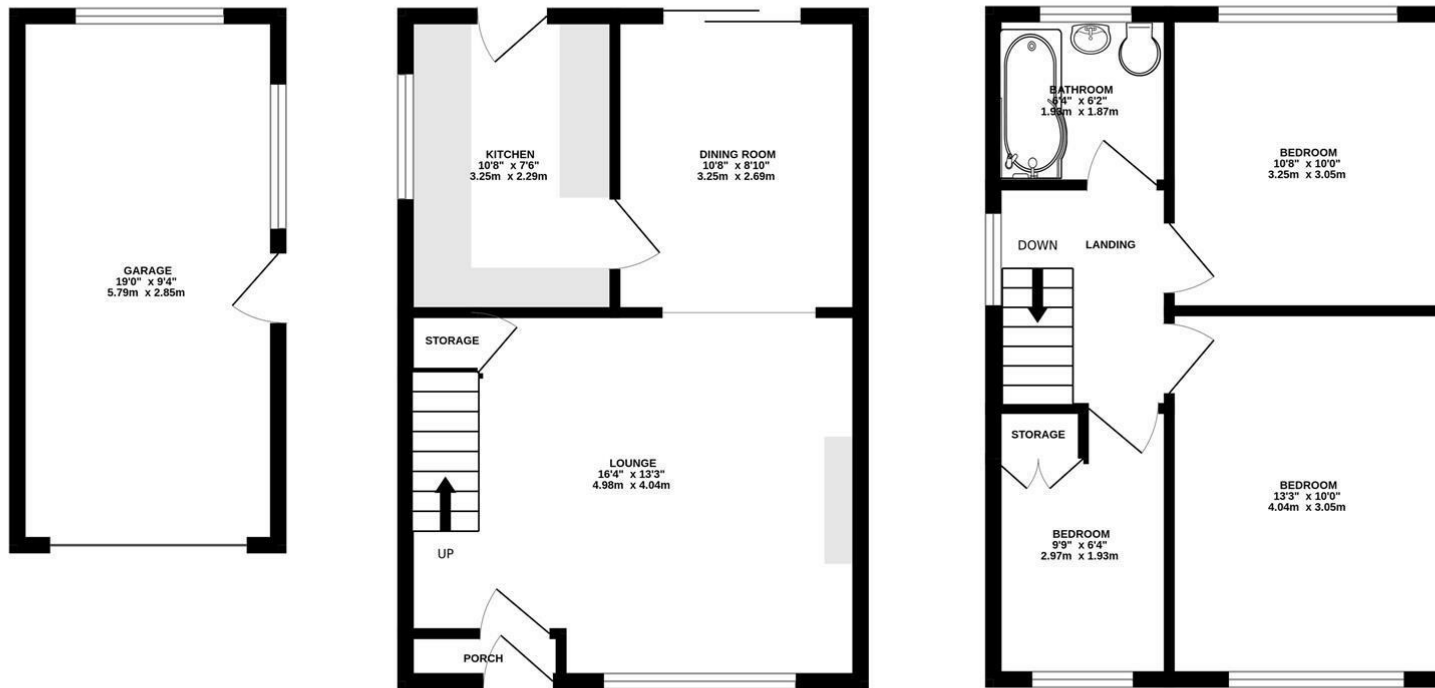 GARAGE
19'0" x 9'4"
5.79m x 2.85m
KITCHEN
10'8" x 7'6"
3.25m x 2.29m
DINING ROOM
10'8" x 8'10"
3.25m x 2.69m
STORAGE
LOUNGE
16'4" x 13'3"
4.98m x 4.04m
UP
PORCH
BATHROOM
6'4" x 6'2"
1.93m x 1.87m
BEDROOM
10'8" x 10'0"
3.25m x 3.05m
DOWN
LANDING
STORAGE
BEDROOM
9'9" x 6'4"
2.97m x 1.93m
BEDROOM
13'3" x 10'0"
4.04m x 3.05m